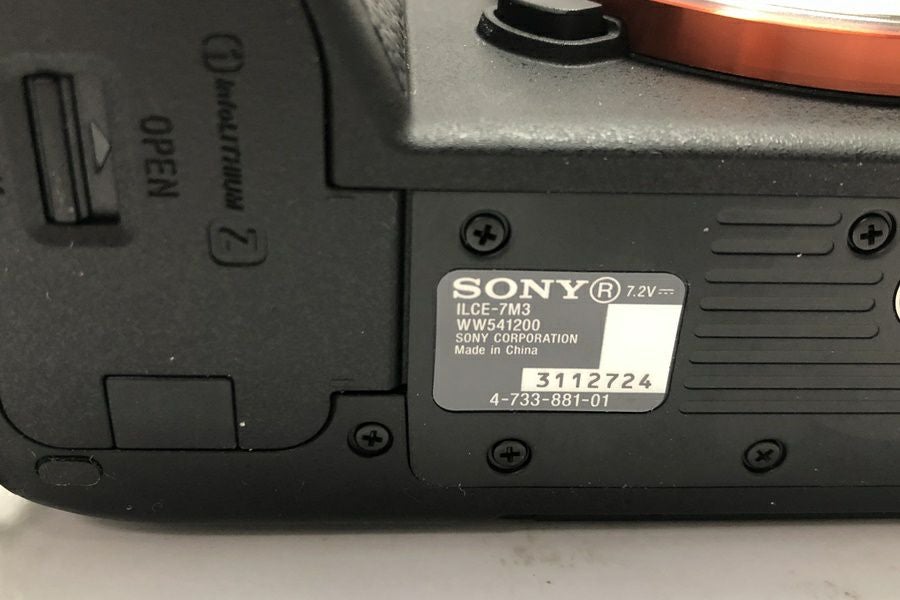 OPEN
i InfoLITHIUM Z
SONY R 7.2V⎓
ILCE-7M3
WW541200
SONY CORPORATION
Made in China
3112724
4-733-881-01